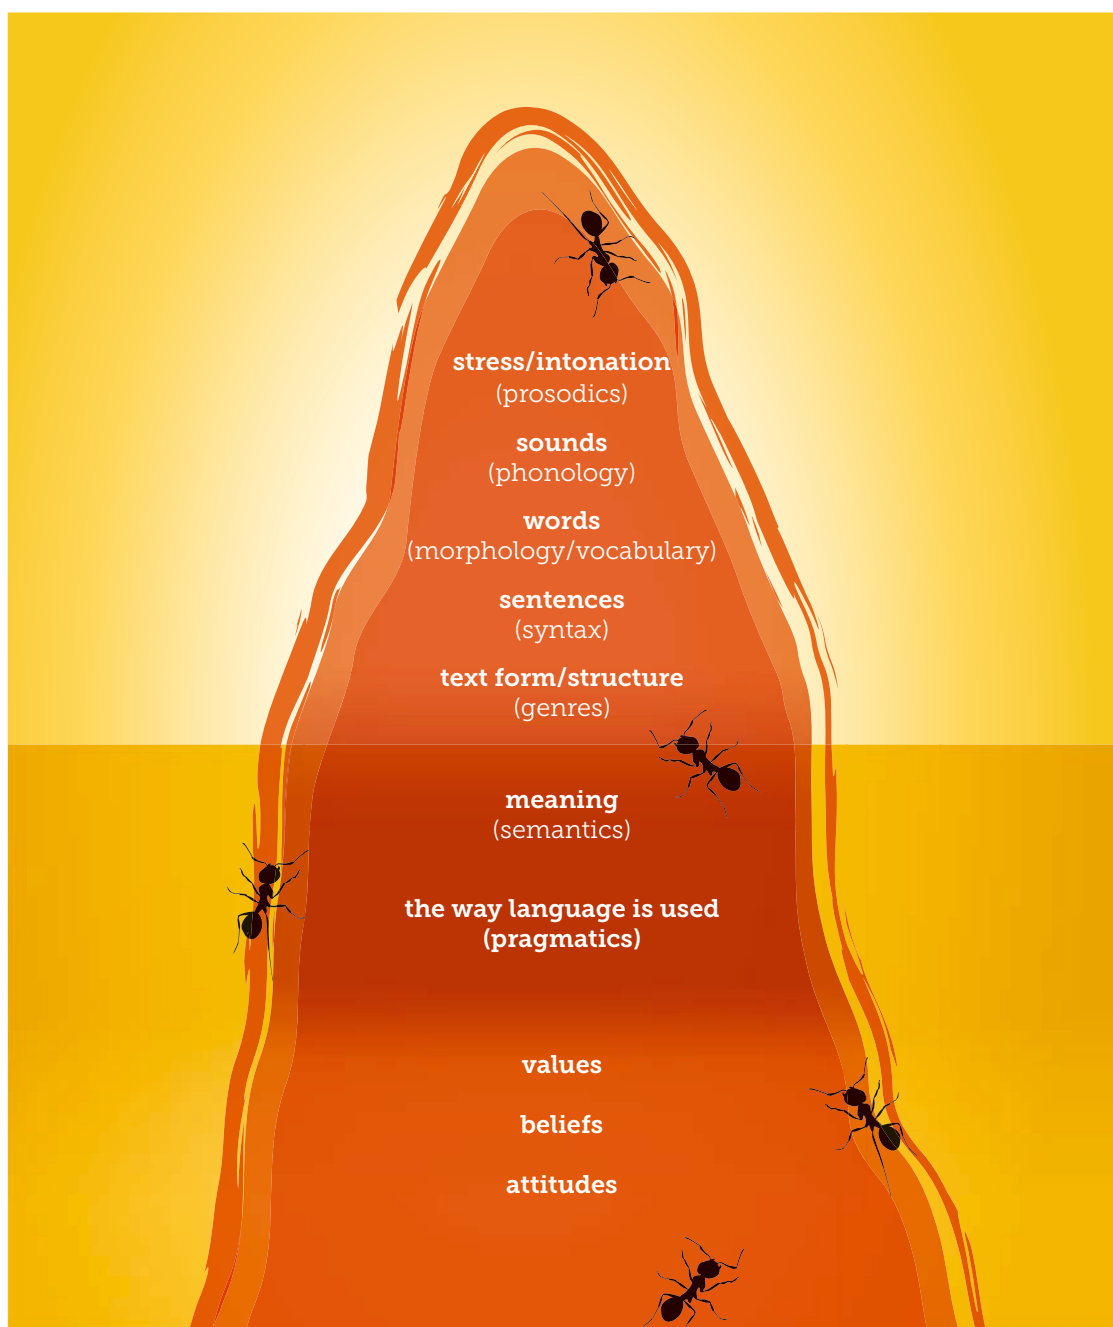 stress/intonation
(prosodics)
sounds
(phonology)
words
(morphology/vocabulary)
sentences
(syntax)
text form/structure
(genres)
meaning
(semantics)
the way language is used
(pragmatics)
values
beliefs
attitudes